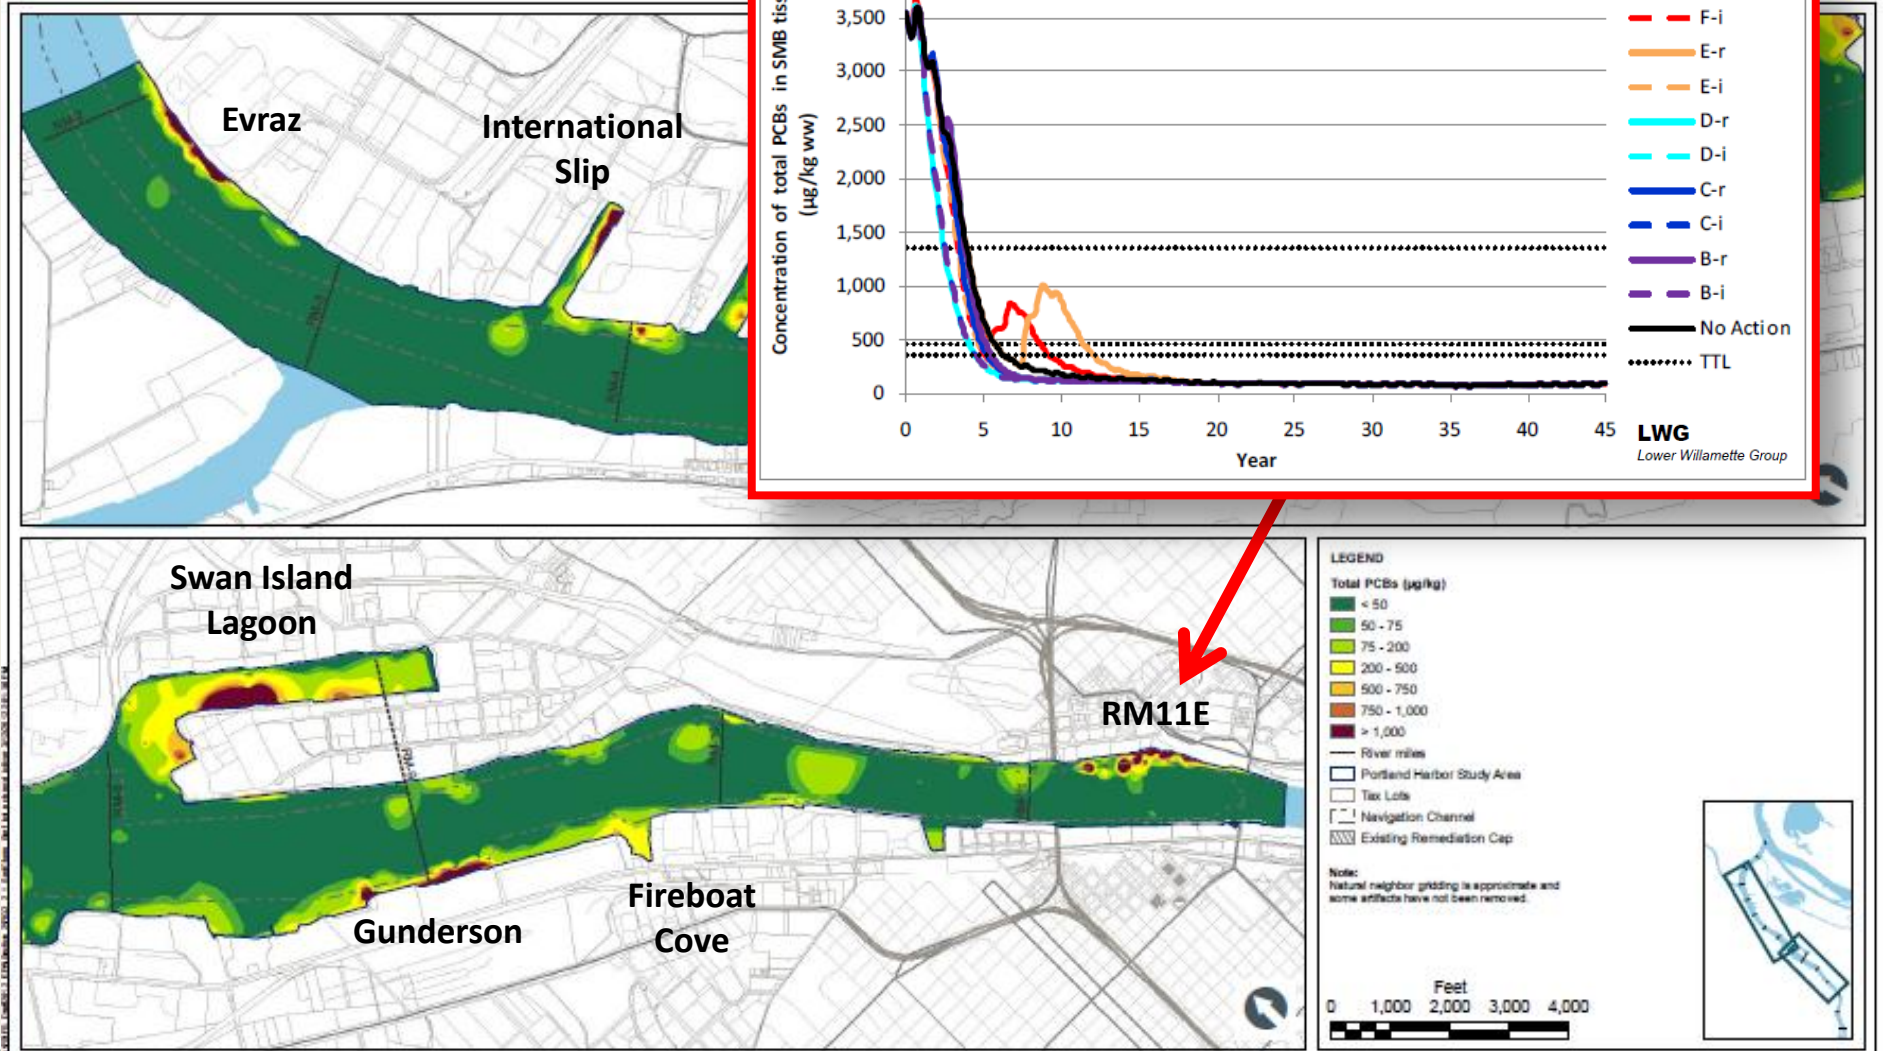 Evraz
International
Slip
Concentration of total PCBs in SMB
(µg/kg ww)
3,500
3,000
2,500
2,000
1,500
1,000
500
0
0 5 10 15 20 25 30 35 40 45
Year
F-i
E-r
E-i
D-r
D-i
C-r
C-i
B-r
B-i
No Action
TTL
LWG
Lower Willamette Group
Swan Island
Lagoon
RM11E
Fireboat
Cove
Gunderson
LEGEND
Total PCBs (µg/kg)
< 50
50 - 75
75 - 200
200 - 500
500 - 750
750 - 1,000
> 1,000
River miles
Portland Harbor Study Area
Tax Lots
Navigation Channel
Existing Remediation Cap
Note:
Natural neighbor gridding is approximate and
some artifacts have not been removed.
Feet
0 1,000 2,000 3,000 4,000